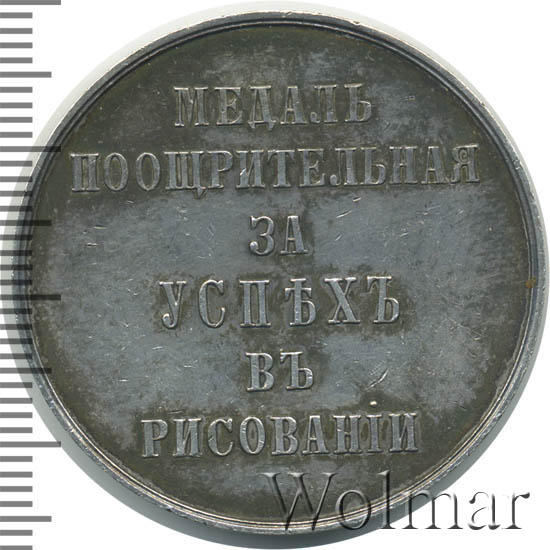 МЕДАЛЬ
ПООЩРИТЕЛЬНАЯ
ЗА
УСПѢХЪ
ВЪ
РИСОВАНІИ
Wolmar